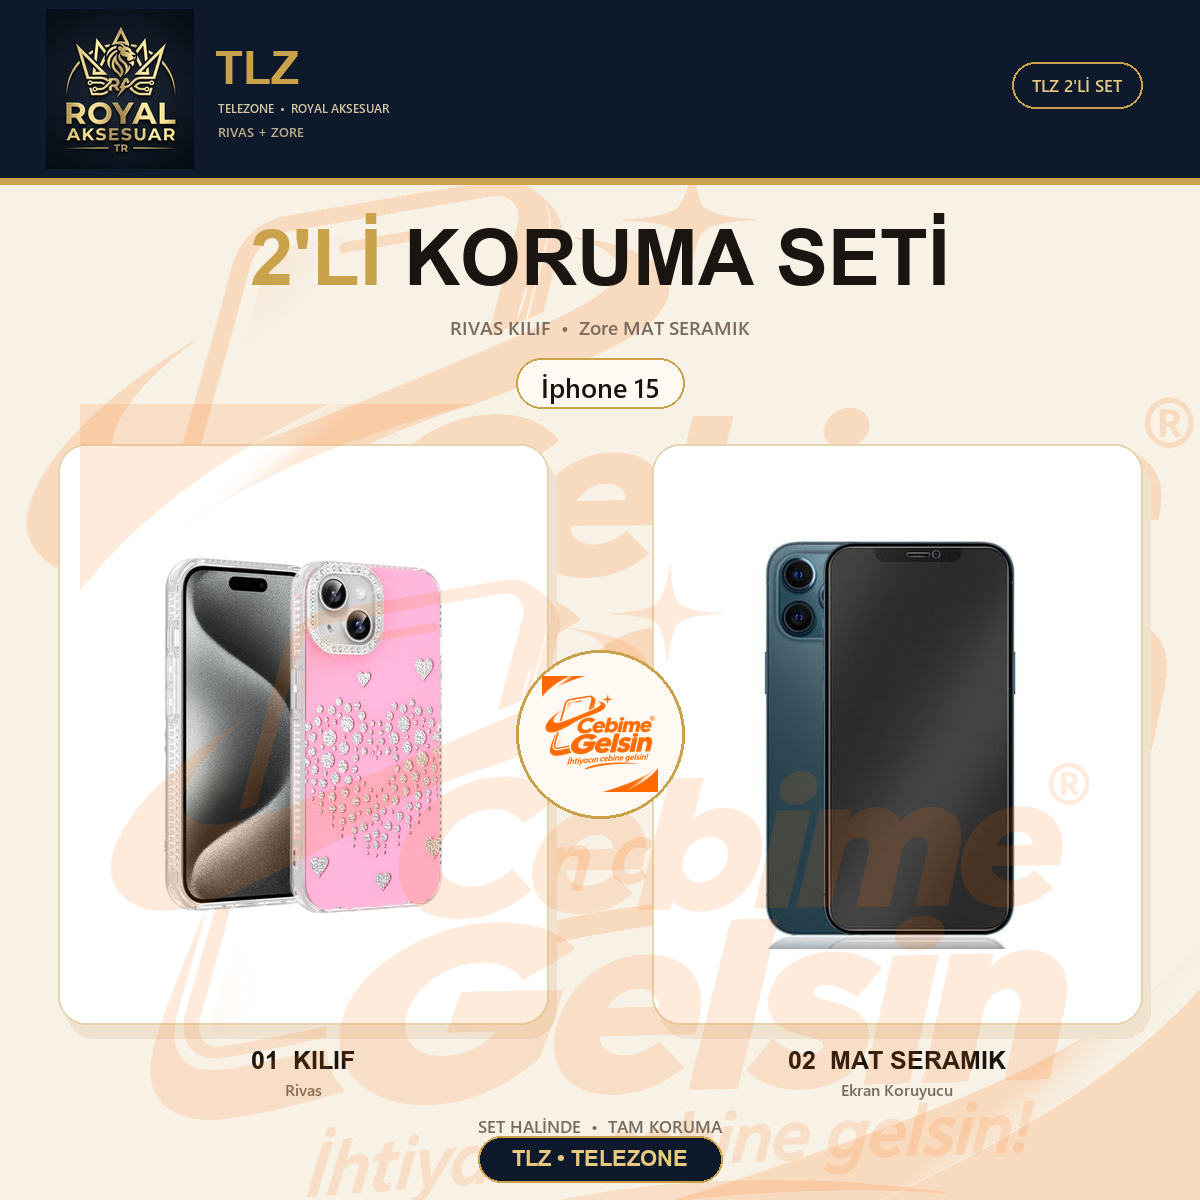 ROYAL
AKSESUAR
TR
TLZ
TELEZONE • ROYAL AKSESUAR
RIVAS + ZORE
TLZ 2'Lİ SET
2'Lİ KORUMA SETİ
RIVAS KILIF • Zore MAT SERAMIK
İphone 15
Cebime®
Gelsin
İhtiyacın cebine gelsin!
Cebime®
Gelsin
01 KILIF
Rivas
02 MAT SERAMIK
Ekran Koruyucu
SET HALİNDE • TAM KORUMA
TLZ • TELEZONE